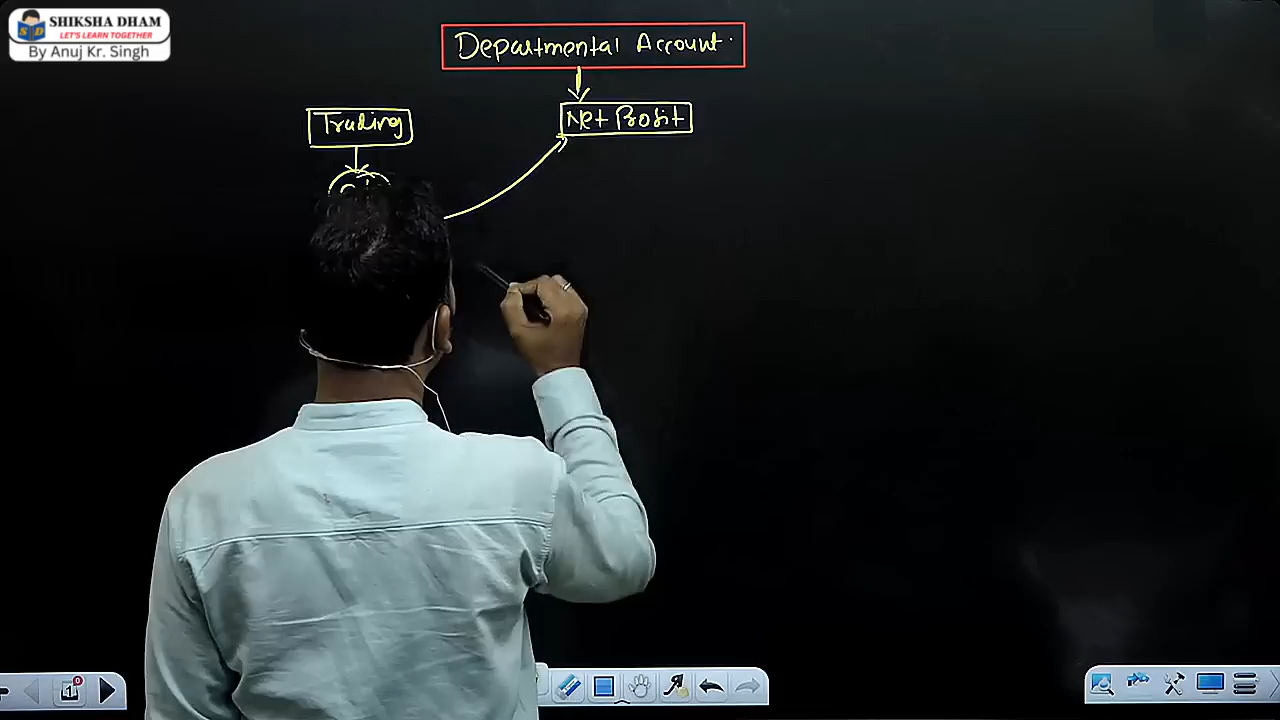 SHIKSHA DHAM
LET'S LEARN TOGETHER
By Anuj Kr. Singh
Departmental Account.
Trading
Net Profit